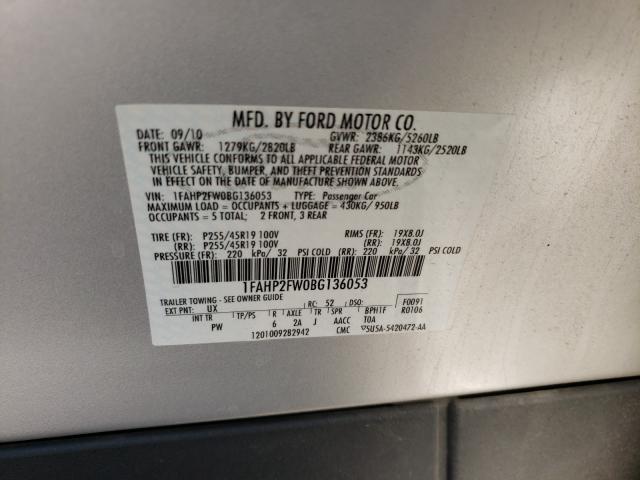 MFD. BY FORD MOTOR CO.
DATE: 09/10 GVWR: 2386KG/5260LB
FRONT GAWR: 1279KG/2820LB REAR GAWR: 1143KG/2520LB
THIS VEHICLE CONFORMS TO ALL APPLICABLE FEDERAL MOTOR
VEHICLE SAFETY, BUMPER, AND THEFT PREVENTION STANDARDS
IN EFFECT ON THE DATE OF MANUFACTURE SHOWN ABOVE.
VIN: 1FAHP2FW0BG136053 TYPE: Passenger Car
MAXIMUM LOAD = OCCUPANTS + LUGGAGE = 430KG/ 950LB
OCCUPANTS = 5 TOTAL; 2 FRONT, 3 REAR
TIRE (FR): P255/45R19 100V RIMS (FR): 19X8.0J
(RR): P255/45R19 100V (RR): 19X8.0J
PRESSURE (FR): 220 kPa/ 32 PSI COLD (RR): 220 kPa/ 32 PSI COLD
1FAHP2FW0BG136053
TRAILER TOWING - SEE OWNER GUIDE
EXT PNT: UX RC: 52 DSO: F0091
INT TR TP/PS R AXLE TR SPR BPH1F R0106
PW 6 2A J AACC TOA
1201009282942 CMC 5U5A-5420472-AA